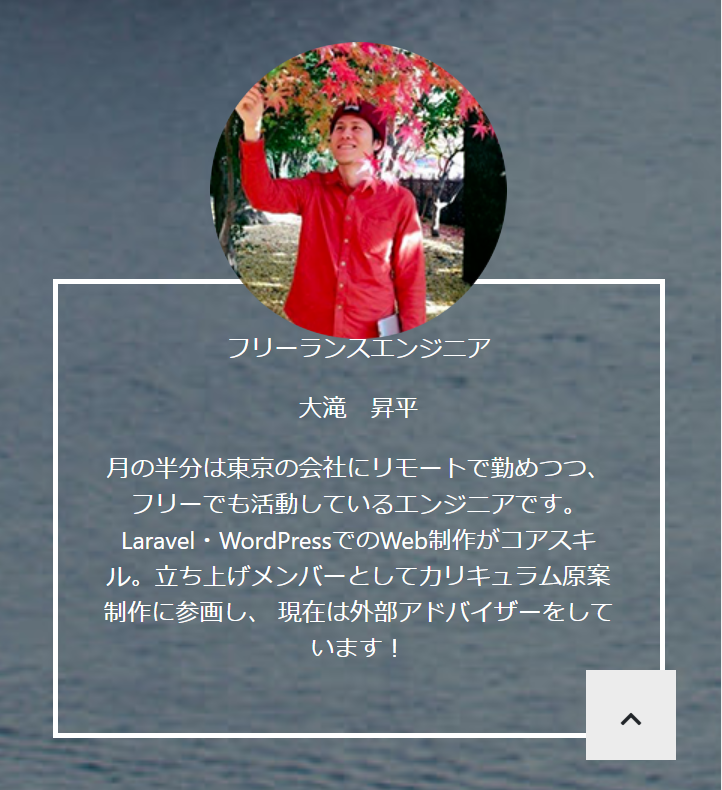 フリーランスエンジニア
大滝　昇平
月の半分は東京の会社にリモートで勤めつつ、
フリーでも活動しているエンジニアです。
Laravel・WordPressでのWeb制作がコアスキ
ル。立ち上げメンバーとしてカリキュラム原案
制作に参画し、 現在は外部アドバイザーをして
います！